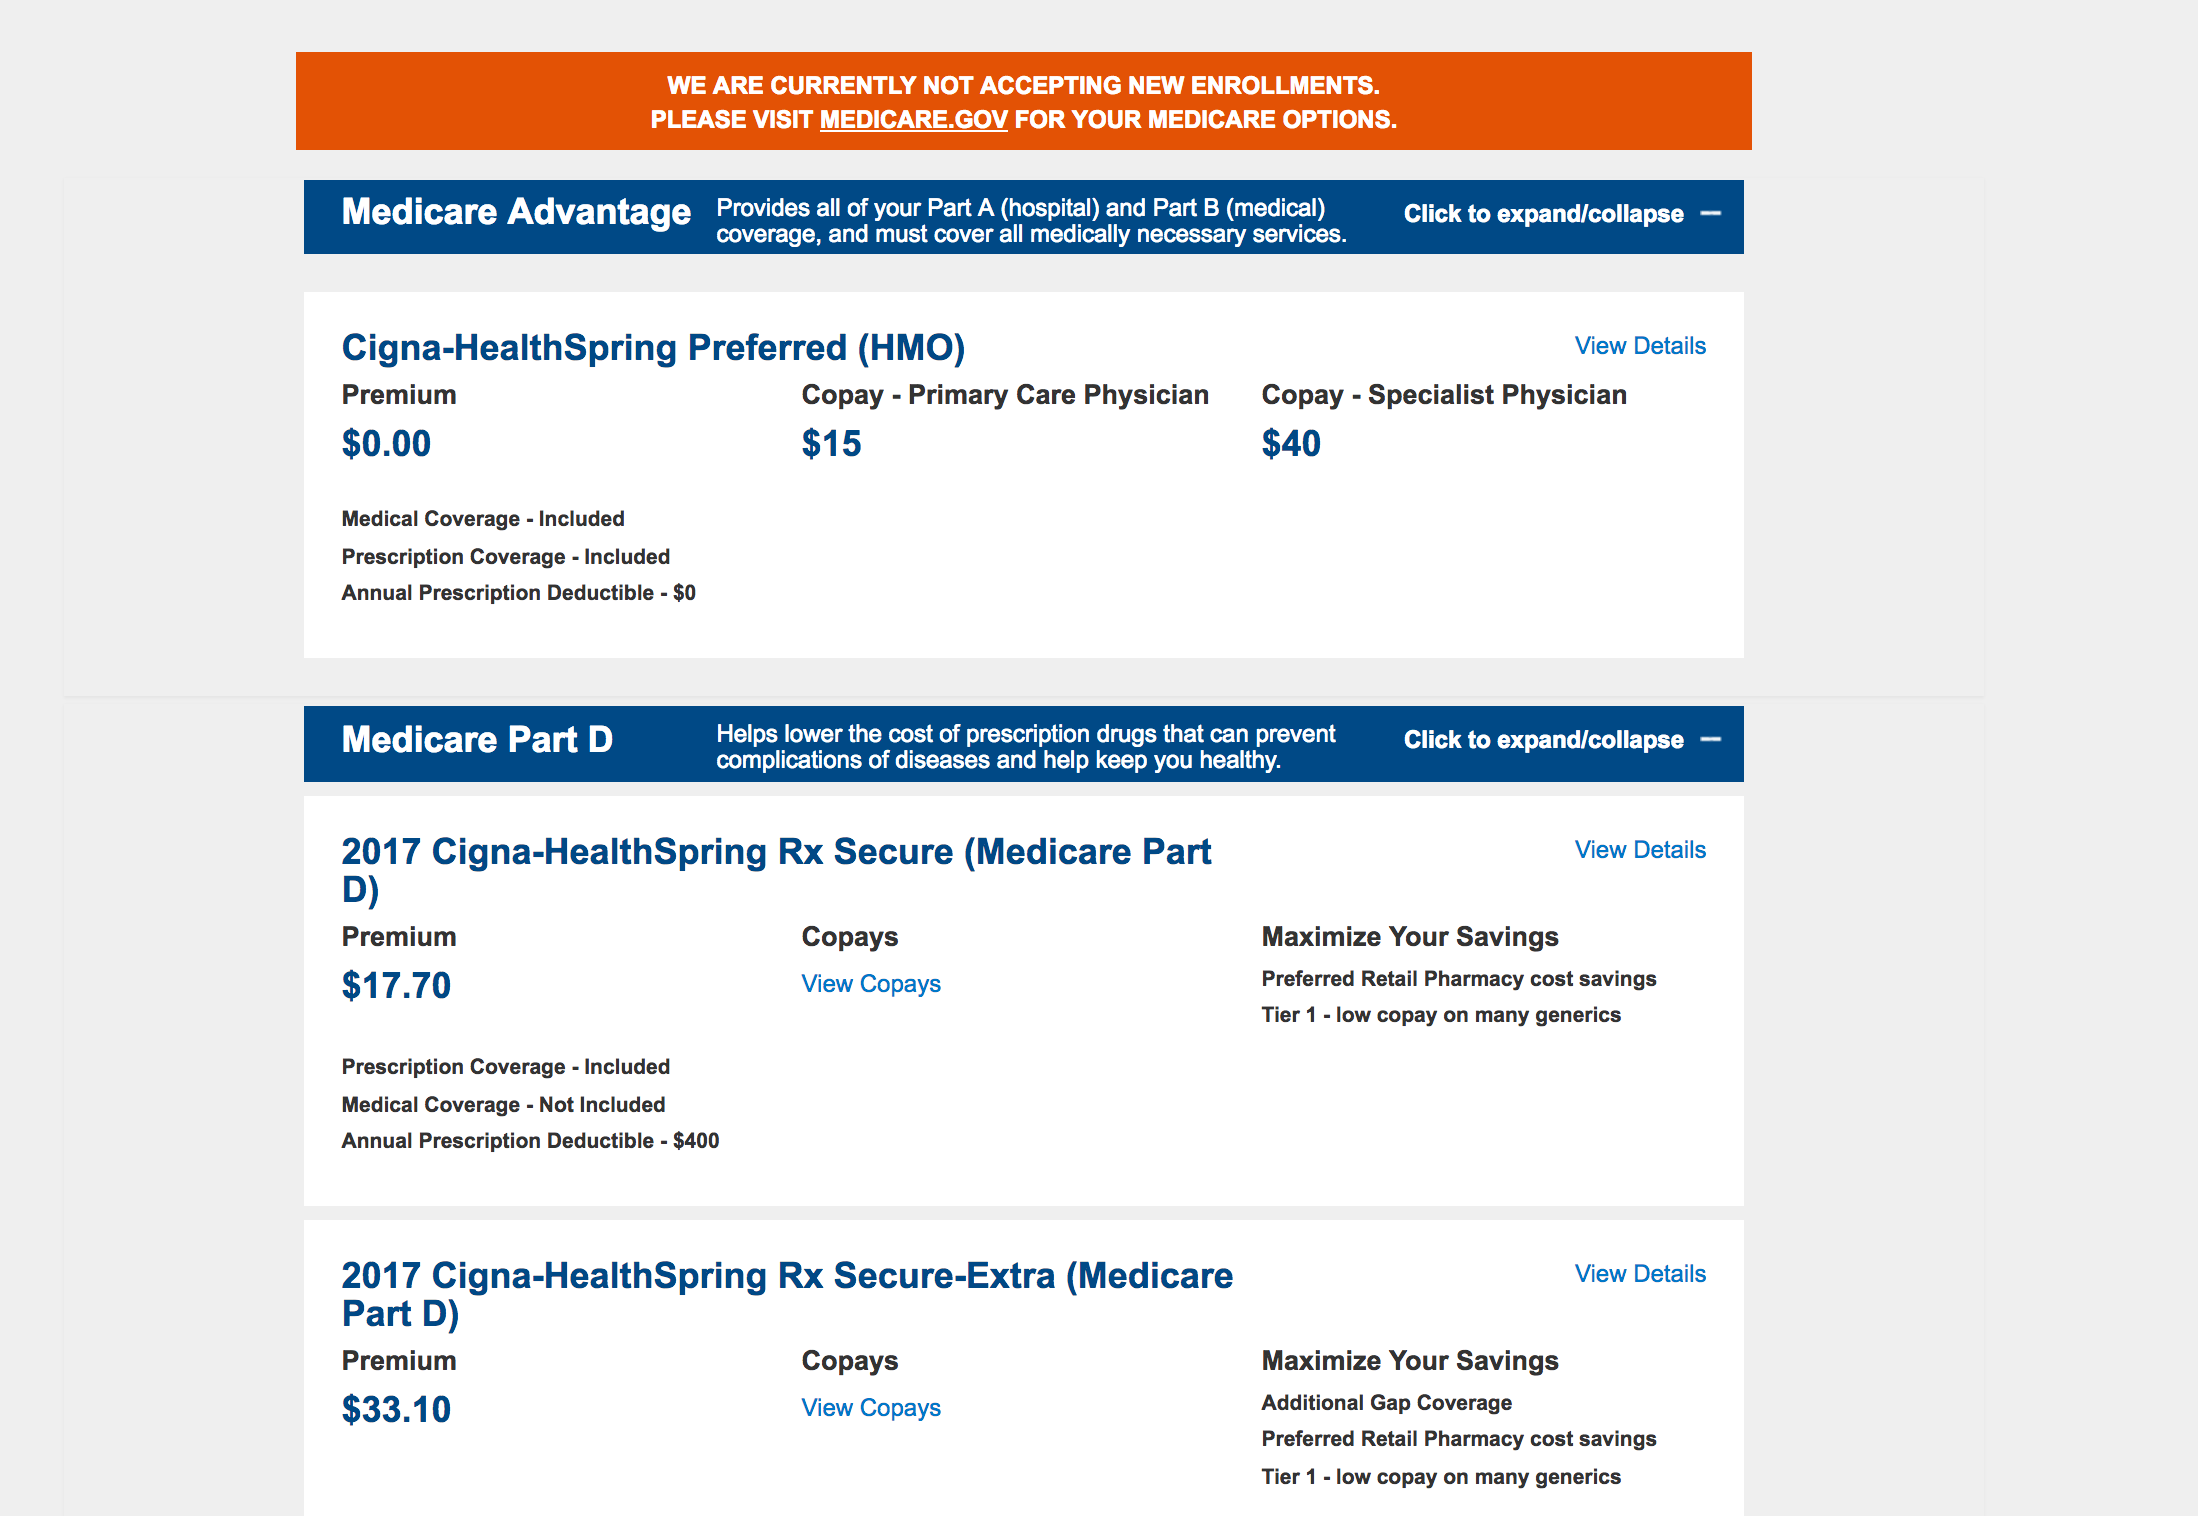 WE ARE CURRENTLY NOT ACCEPTING NEW ENROLLMENTS.
PLEASE VISIT MEDICARE.GOV FOR YOUR MEDICARE OPTIONS.
Medicare Advantage
Provides all of your Part A (hospital) and Part B (medical)
coverage, and must cover all medically necessary services.
Click to expand/collapse
Cigna-HealthSpring Preferred (HMO)
View Details
Premium
Copay - Primary Care Physician
Copay - Specialist Physician
$0.00
$15
$40
Medical Coverage - Included
Prescription Coverage - Included
Annual Prescription Deductible - $0
Medicare Part D
Helps lower the cost of prescription drugs that can prevent
complications of diseases and help keep you healthy.
Click to expand/collapse
2017 Cigna-HealthSpring Rx Secure (Medicare Part
D)
View Details
Premium
Copays
Maximize Your Savings
$17.70
View Copays
Preferred Retail Pharmacy cost savings
Tier 1 - low copay on many generics
Prescription Coverage - Included
Medical Coverage - Not Included
Annual Prescription Deductible - $400
2017 Cigna-HealthSpring Rx Secure-Extra (Medicare
Part D)
View Details
Premium
Copays
Maximize Your Savings
$33.10
View Copays
Additional Gap Coverage
Preferred Retail Pharmacy cost savings
Tier 1 - low copay on many generics